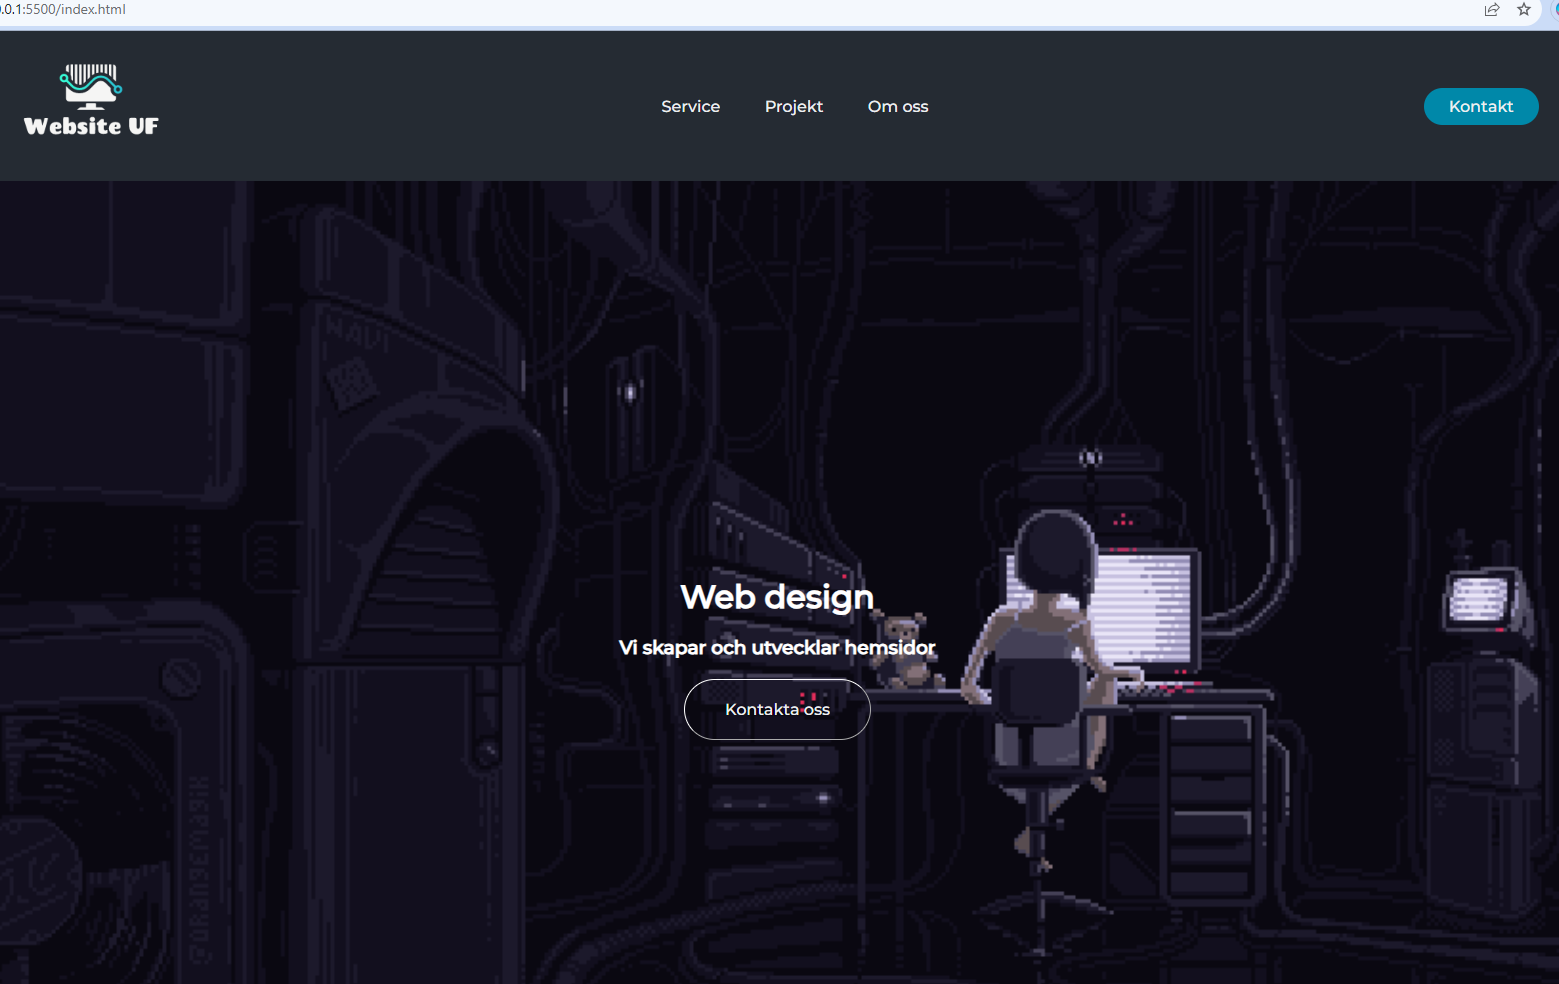 .0.1:5500/index.html
Website UF
Service Projekt Om oss Kontakt
NAVI
Web design
Vi skapar och utvecklar hemsidor
Kontakta oss